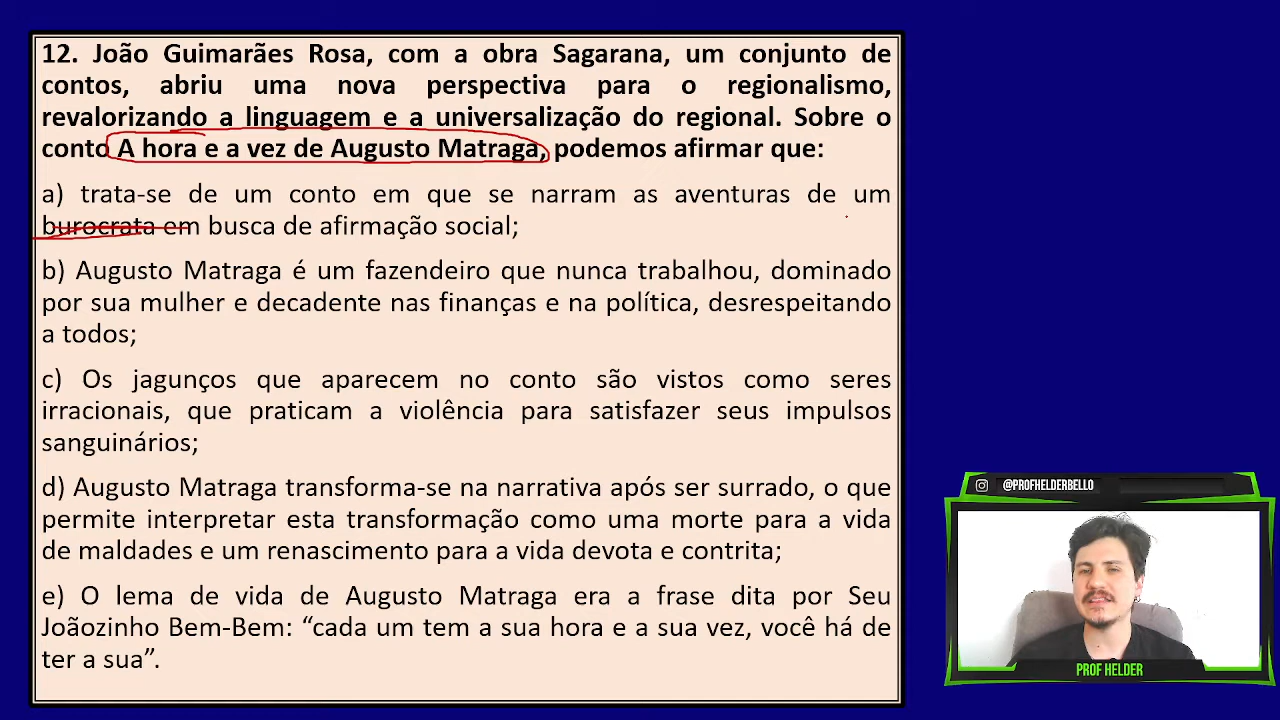 12. João Guimarães Rosa, com a obra Sagarana, um conjunto de
contos, abriu uma nova perspectiva para o regionalismo,
revalorizando a linguagem e a universalização do regional. Sobre o
conto A hora e a vez de Augusto Matraga, podemos afirmar que:
a) trata-se de um conto em que se narram as aventuras de um
burocrata em busca de afirmação social;
b) Augusto Matraga é um fazendeiro que nunca trabalhou, dominado
por sua mulher e decadente nas finanças e na política, desrespeitando
a todos;
c) Os jagunços que aparecem no conto são vistos como seres
irracionais, que praticam a violência para satisfazer seus impulsos
sanguinários;
d) Augusto Matraga transforma-se na narrativa após ser surrado, o que
permite interpretar esta transformação como uma morte para a vida
de maldades e um renascimento para a vida devota e contrita;
e) O lema de vida de Augusto Matraga era a frase dita por Seu
Joãozinho Bem-Bem: “cada um tem a sua hora e a sua vez, você há de
ter a sua”.
@PROFHELDERBELLO
PROF HELDER